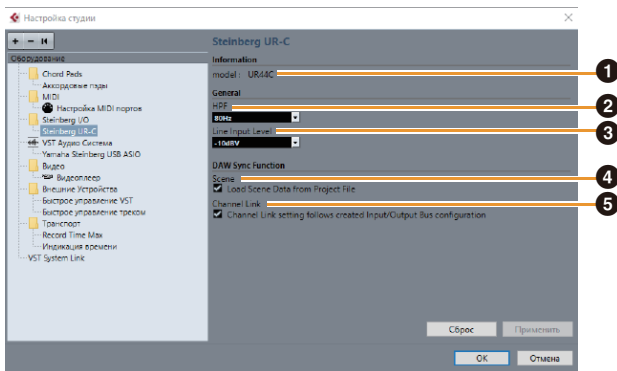 Настройка студии
Оборудование
Chord Pads
Аккордовые пэды
MIDI
Настройка MIDI портов
Steinberg I/O
Steinberg UR-C
VST Аудио Система
Yamaha Steinberg USB ASIO
Видео
Видеоплеер
Внешние Устройства
Быстрое управление VST
Быстрое управление треком
Транспорт
Record Time Max
Индикация времени
VST System Link
Steinberg UR-C
Information
model : UR44C
1
General
HPF
2
80Hz
Line Input Level
3
-10dBV
DAW Sync Function
Scene
4
Load Scene Data from Project File
Channel Link
5
Channel Link setting follows created Input/Output Bus configuration
Сброс
Применить
OK
Отмена